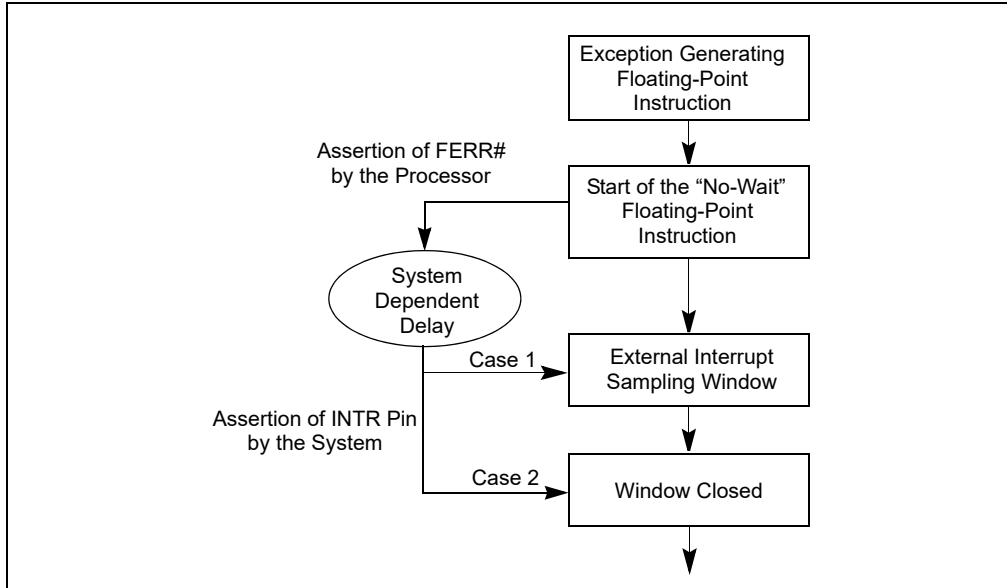 Exception Generating
Floating-Point
Instruction
Assertion of FERR#
by the Processor
Start of the “No-Wait”
Floating-Point
Instruction
System
Dependent
Delay
Case 1
External Interrupt
Sampling Window
Assertion of INTR Pin
by the System
Case 2
Window Closed